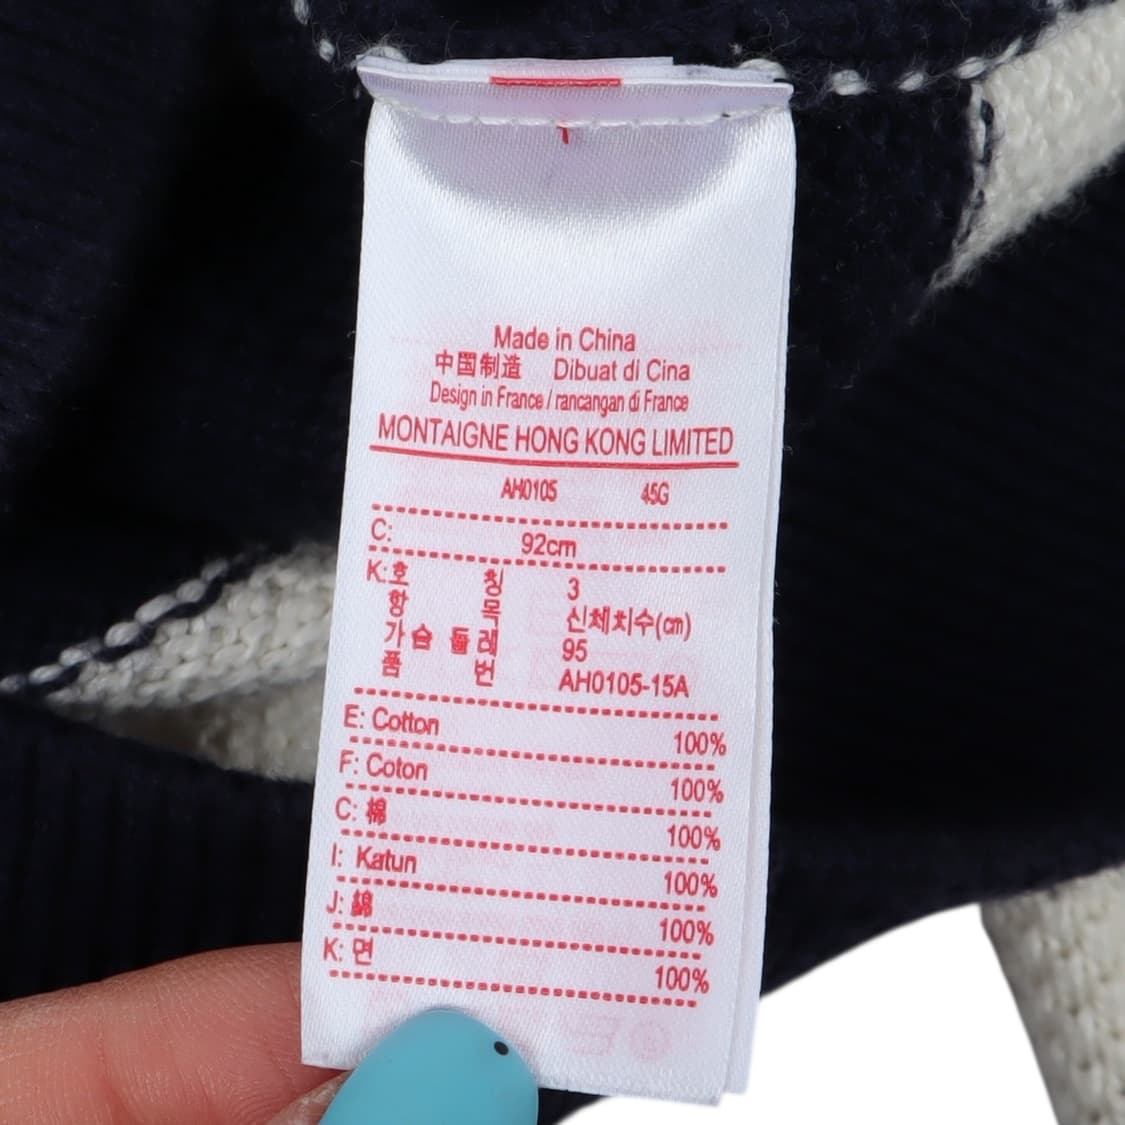 Made in China
中国制造 Dibuat di Cina
Design in France / rancangan di France
MONTAIGNE HONG KONG LIMITED
AH0105 45G
C: 92cm
K: 호 칭 3
항 목 신체치수(cm)
가슴 둘레 95
품 번 AH0105-15A
E: Cotton 100%
F: Coton 100%
C: 棉 100%
I: Katun 100%
J: 綿 100%
K: 면 100%